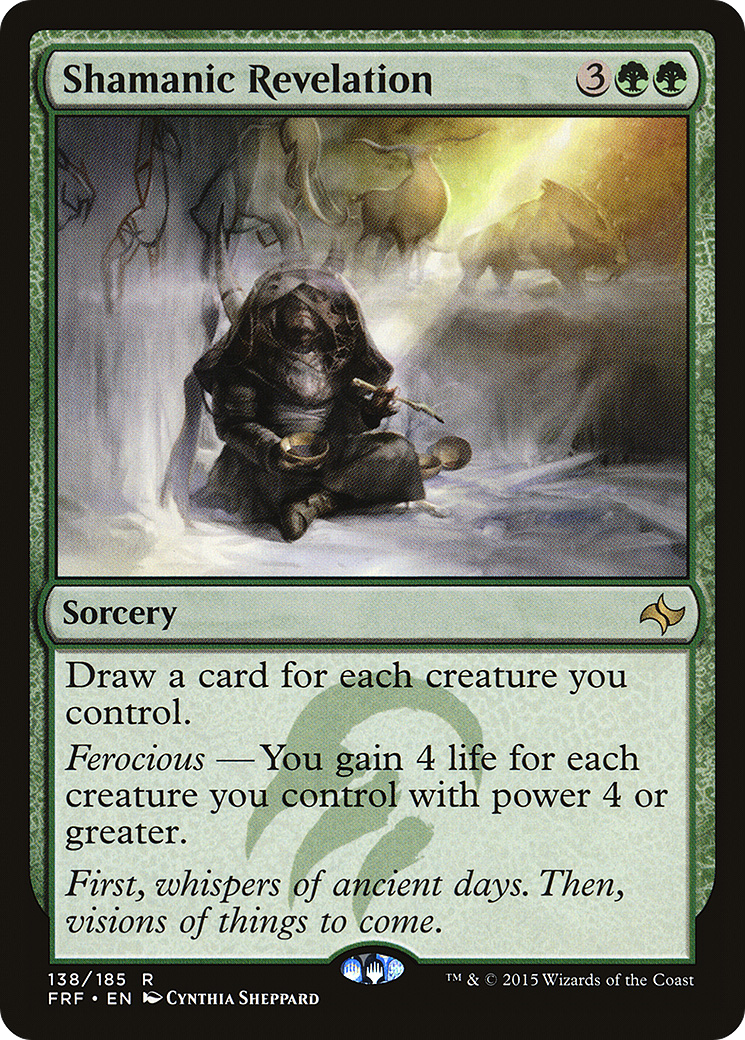 Shamanic Revelation 3
Sorcery
Draw a card for each creature you
control.
Ferocious — You gain 4 life for each
creature you control with power 4 or
greater.
First, whispers of ancient days. Then,
visions of things to come.
138/185 R
FRF • EN Cynthia Sheppard
™ & © 2015 Wizards of the Coast